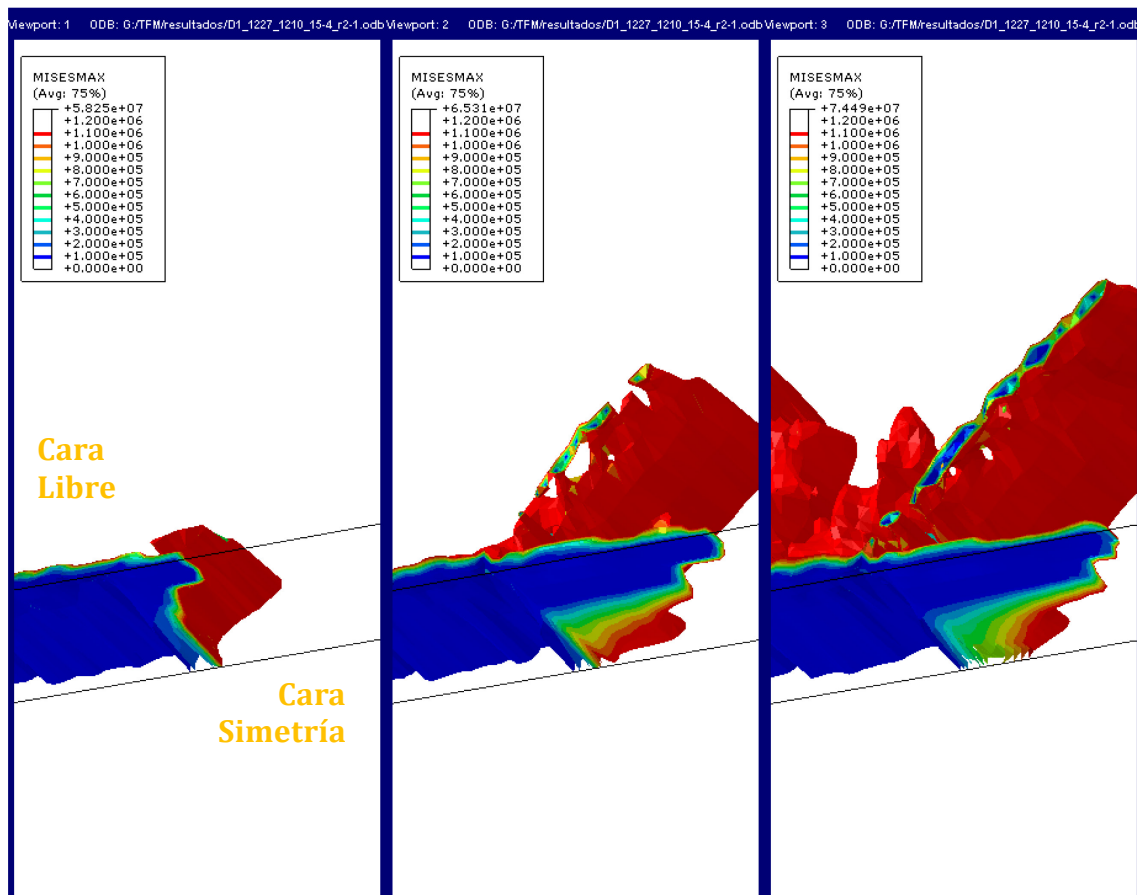 Viewport: 1 ODB: G:/TFM/resultados/D1_1227_1210_15-4_r2-1.odb
MISESMAX
(Avg: 75%)
+5.825e+07
+1.200e+06
+1.100e+06
+1.000e+06
+9.000e+05
+8.000e+05
+7.000e+05
+6.000e+05
+5.000e+05
+4.000e+05
+3.000e+05
+2.000e+05
+1.000e+05
+0.000e+00
Cara
Libre
Cara
Simetría
Viewport: 2 ODB: G:/TFM/resultados/D1_1227_1210_15-4_r2-1.odb
MISESMAX
(Avg: 75%)
+6.531e+07
+1.200e+06
+1.100e+06
+1.000e+06
+9.000e+05
+8.000e+05
+7.000e+05
+6.000e+05
+5.000e+05
+4.000e+05
+3.000e+05
+2.000e+05
+1.000e+05
+0.000e+00
Viewport: 3 ODB: G:/TFM/resultados/D1_1227_1210_15-4_r2-1.odb
MISESMAX
(Avg: 75%)
+7.449e+07
+1.200e+06
+1.100e+06
+1.000e+06
+9.000e+05
+8.000e+05
+7.000e+05
+6.000e+05
+5.000e+05
+4.000e+05
+3.000e+05
+2.000e+05
+1.000e+05
+0.000e+00